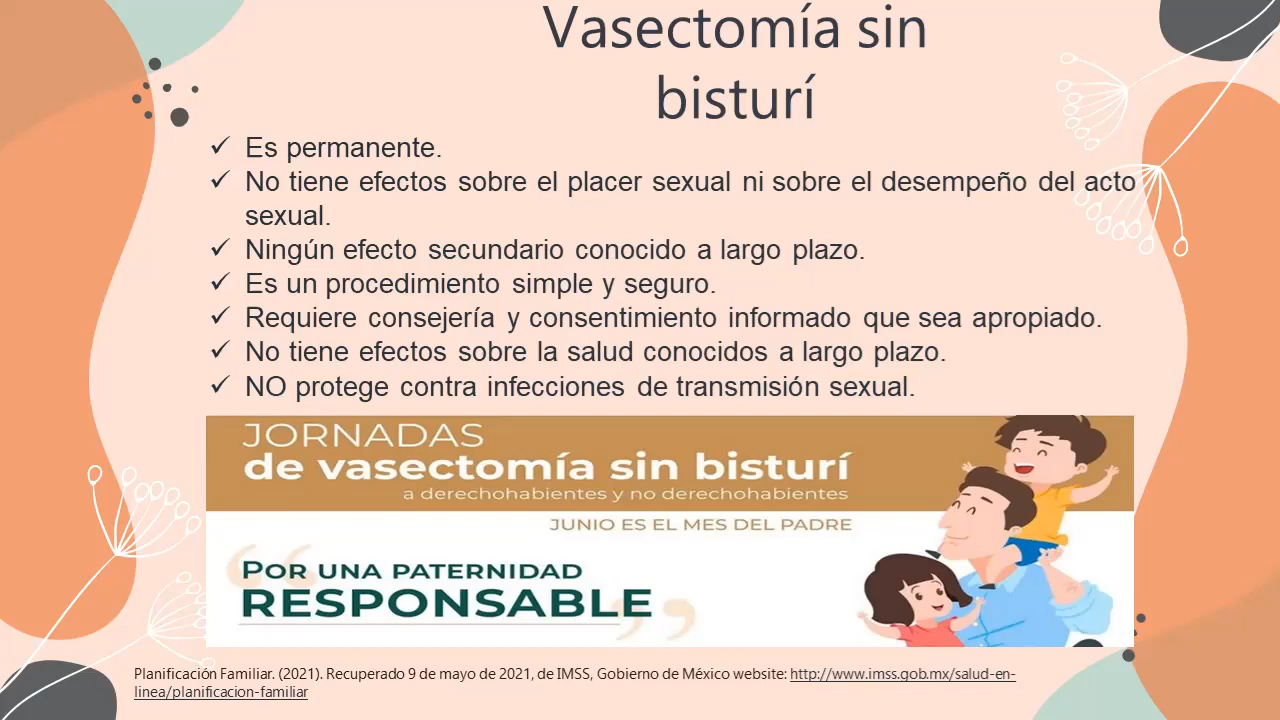 Vasectomía sin
bisturí
✓ Es permanente.
✓ No tiene efectos sobre el placer sexual ni sobre el desempeño del acto
sexual.
✓ Ningún efecto secundario conocido a largo plazo.
✓ Es un procedimiento simple y seguro.
✓ Requiere consejería y consentimiento informado que sea apropiado.
✓ No tiene efectos sobre la salud conocidos a largo plazo.
✓ NO protege contra infecciones de transmisión sexual.
JORNADAS
de vasectomía sin bisturí
a derechohabientes y no derechohabientes
JUNIO ES EL MES DEL PADRE
“POR UNA PATERNIDAD
RESPONSABLE”
Planificación Familiar. (2021). Recuperado 9 de mayo de 2021, de IMSS, Gobierno de México website: http://www.imss.gob.mx/salud-en-
linea/planificacion-familiar